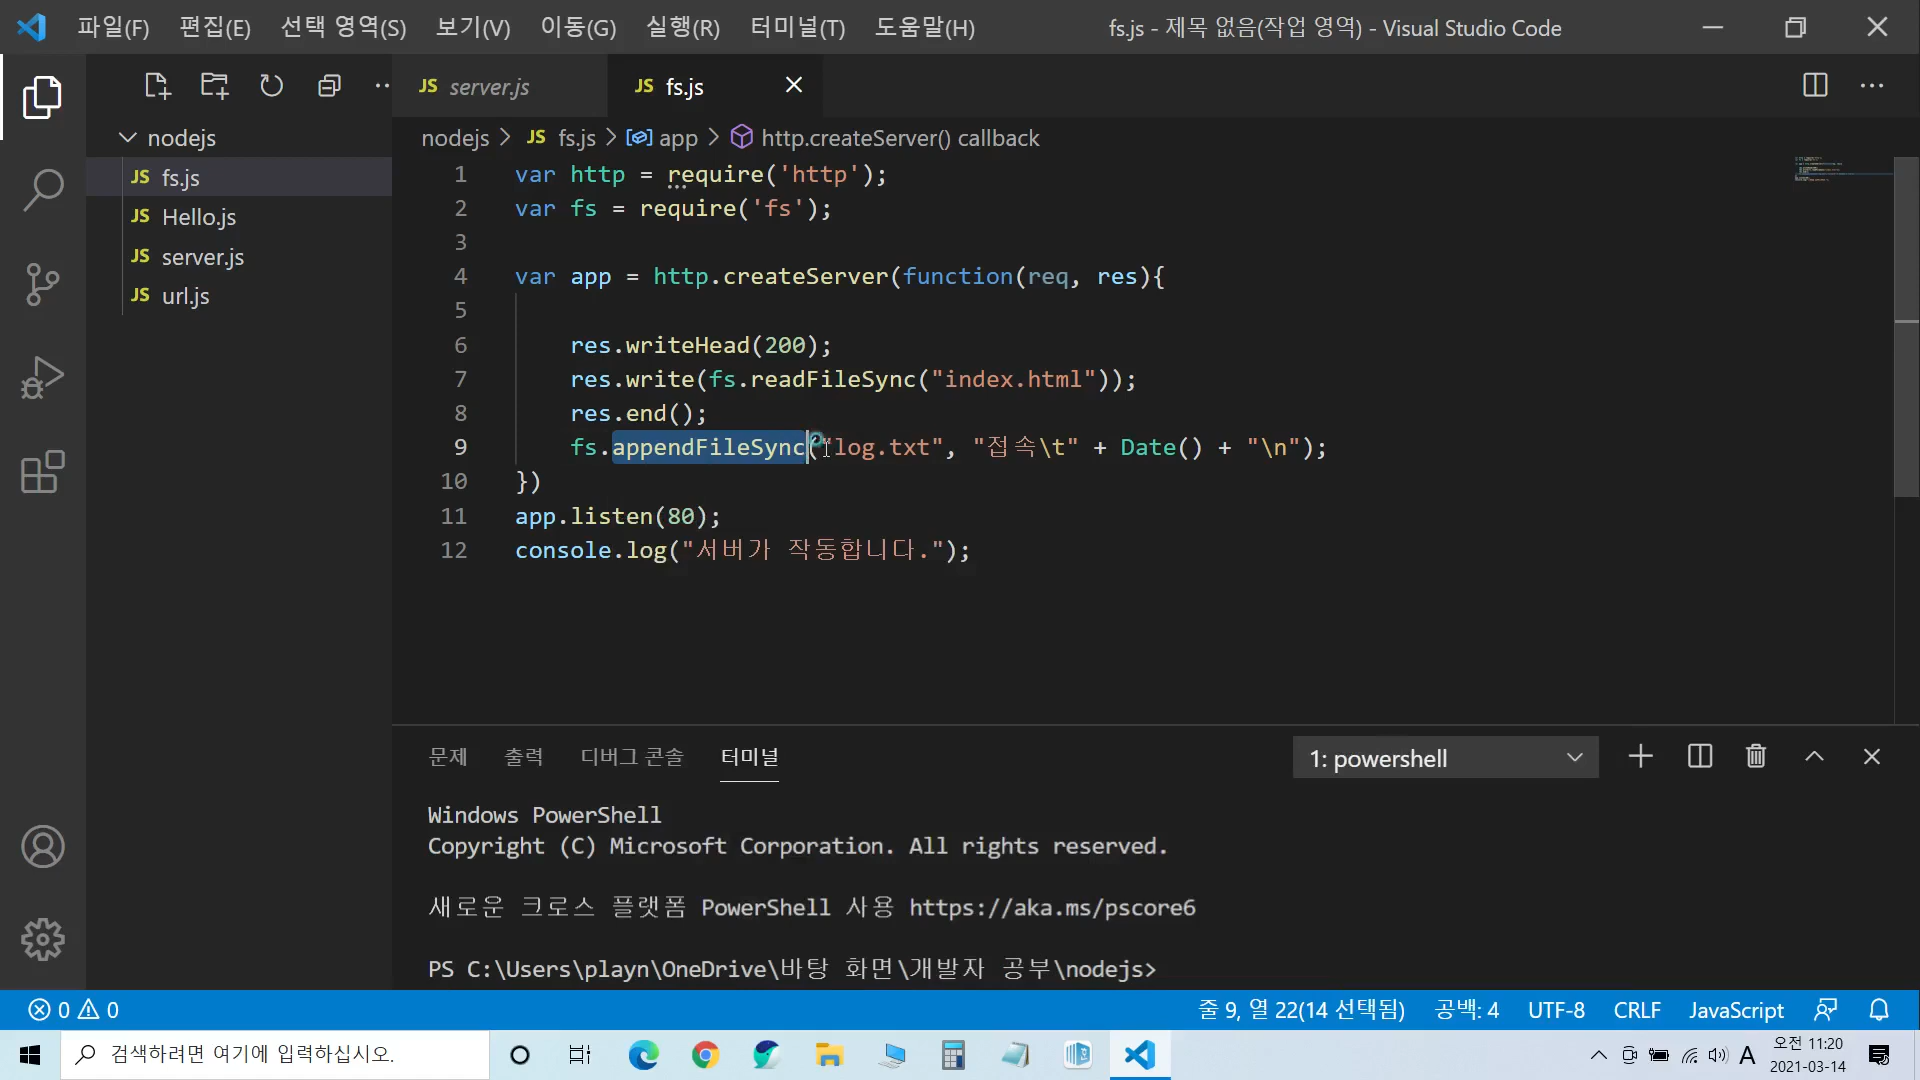 파일(F) 편집(E) 선택 영역(S) 보기(V) 이동(G) 실행(R) 터미널(T) 도움말(H) fs.js - 제목 없음(작업 영역) - Visual Studio Code
JS server.js JS fs.js
nodejs
nodejs > JS fs.js > app > http.createServer() callback
JS fs.js
JS Hello.js
JS server.js
JS url.js
1 var http = require('http');
2 var fs = require('fs');
3
4 var app = http.createServer(function(req, res){
5
6 res.writeHead(200);
7 res.write(fs.readFileSync("index.html"));
8 res.end();
9 fs.appendFileSync("log.txt", "접속\t" + Date() + "\n");
10 })
11 app.listen(80);
12 console.log("서버가 작동합니다.");
문제 출력 디버그 콘솔 터미널 1: powershell
Windows PowerShell
Copyright (C) Microsoft Corporation. All rights reserved.
새로운 크로스 플랫폼 PowerShell 사용 https://aka.ms/pscore6
PS C:\Users\playn\OneDrive\바탕 화면\개발자 공부\nodejs>
0 0 줄 9, 열 22(14 선택됨) 공백: 4 UTF-8 CRLF JavaScript
검색하려면 여기에 입력하십시오. A 오전 11:20
2021-03-14